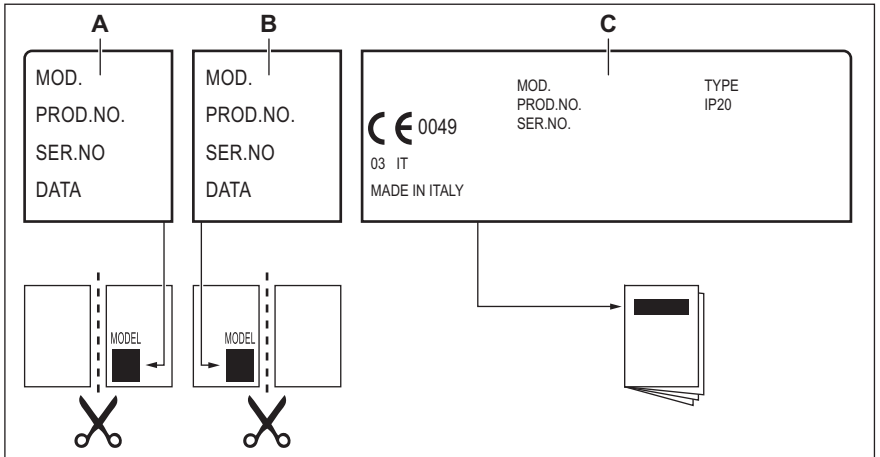 A
B
C
MOD.
PROD.NO.
SER.NO
DATA
MOD.
PROD.NO.
SER.NO
DATA
MOD.
PROD.NO.
SER.NO.
TYPE
IP20
CE 0049
03 IT
MADE IN ITALY
MODEL
MODEL